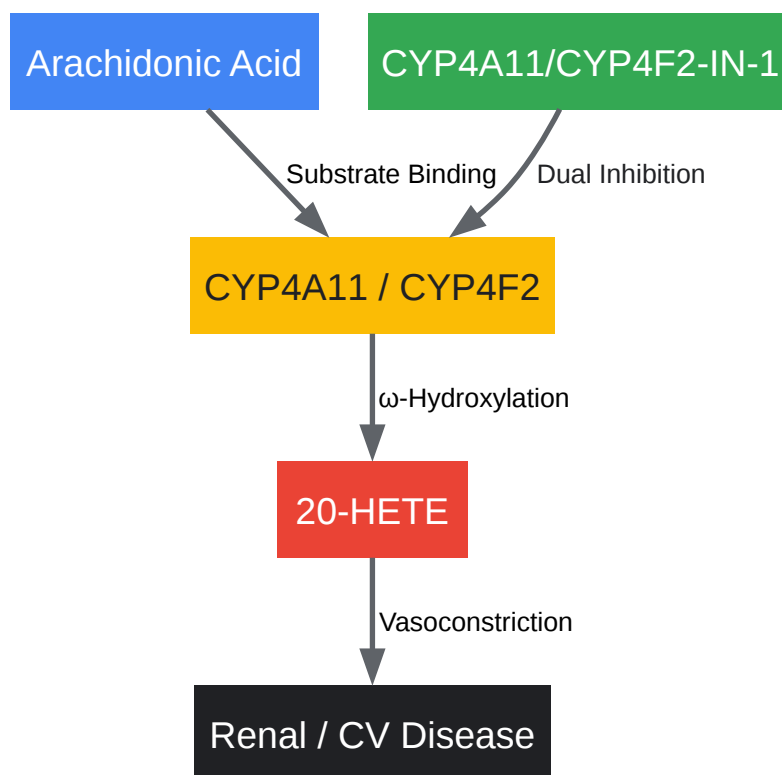 Arachidonic Acid
CYP4A11/CYP4F2-IN-1
Substrate Binding
Dual Inhibition
CYP4A11 / CYP4F2
ω-Hydroxylation
20-HETE
Vasoconstriction
Renal / CV Disease